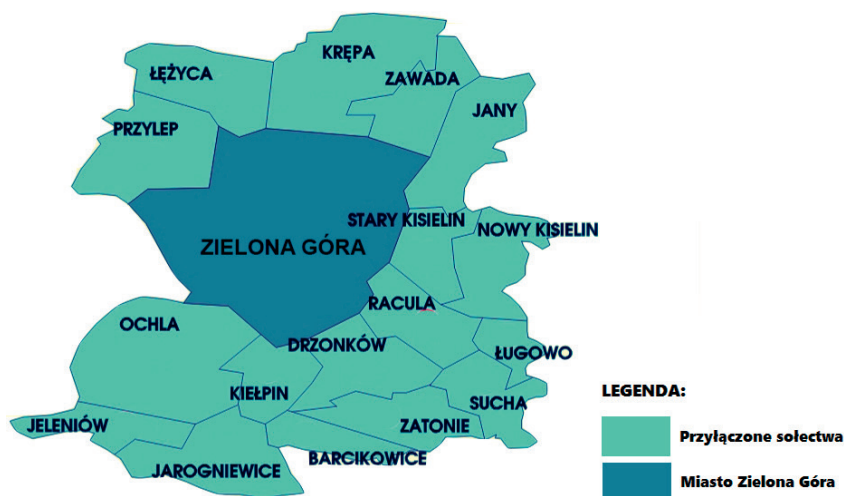 KRĘPA
ŁĘŻYCA
ZAWADA
JANY
PRZYLEP
STARY KISIELIN
NOWY KISIELIN
ZIELONA GÓRA
RACULA
OCHLA
DRZONKÓW
ŁUGOWO
KIEŁPIN
SUCHA
JELENIÓW
ZATONIE
BARCIKOWICE
JAROGNIEWICE
LEGENDA:
Przyłączone sołectwa
Miasto Zielona Góra